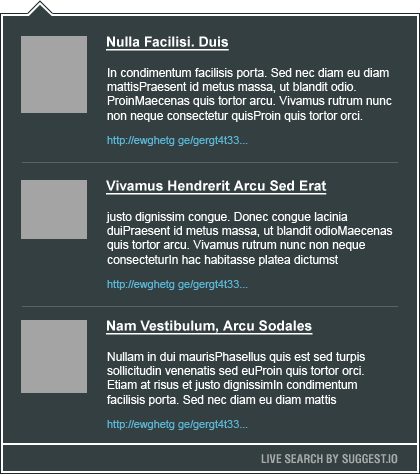 Nulla Facilisi. Duis
In condimentum facilisis porta. Sed nec diam eu diam
mattisPraesent id metus massa, ut blandit odio.
ProinMaecenas quis tortor arcu. Vivamus rutrum nunc
non neque consectetur quisProin quis tortor orci.
http://ewghetg ge/gergt4t33...
Vivamus Hendrerit Arcu Sed Erat
justo dignissim congue. Donec congue lacinia
duiPraesent id metus massa, ut blandit odioMaecenas
quis tortor arcu. Vivamus rutrum nunc non neque
consecteturIn hac habitasse platea dictumst
http://ewghetg ge/gergt4t33...
Nam Vestibulum, Arcu Sodales
Nullam in dui maurisPhasellus quis est sed turpis
sollicitudin venenatis sed euProin quis tortor orci.
Etiam at risus et justo dignissimIn condimentum
facilisis porta. Sed nec diam eu diam mattis
http://ewghetg ge/gergt4t33...
LIVE SEARCH BY SUGGEST.IO